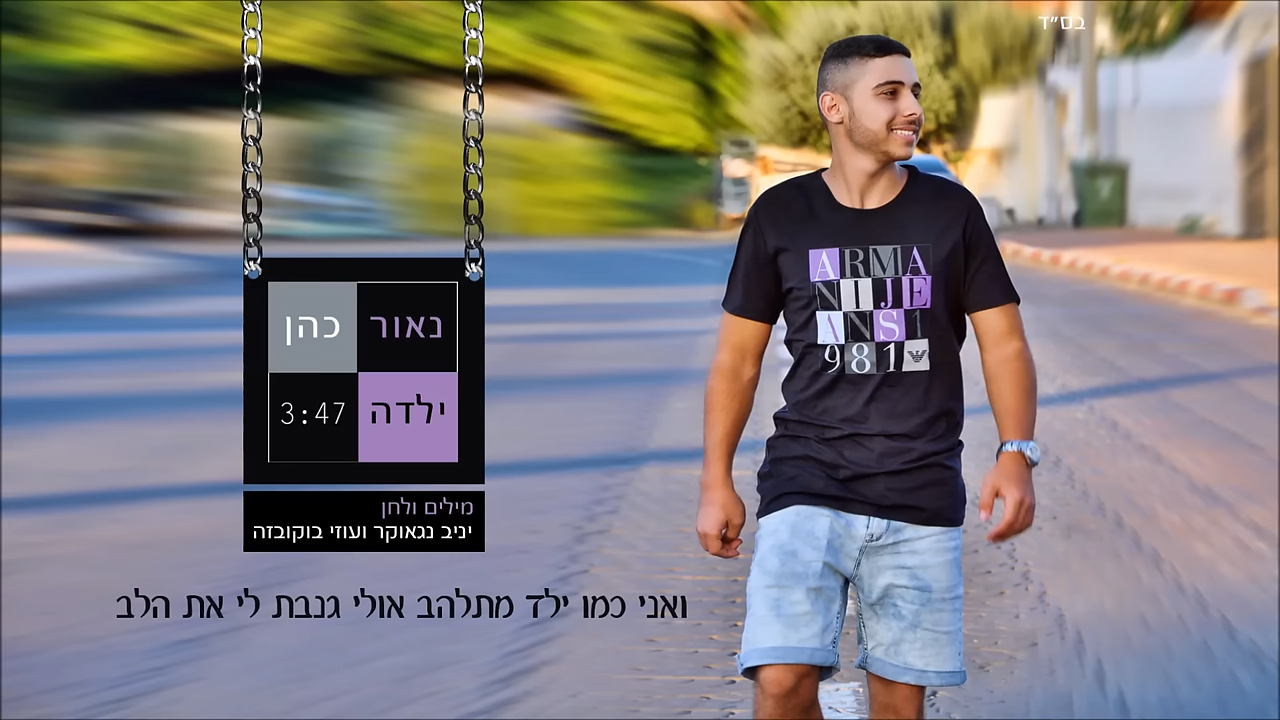 בס״ד
נאור כהן
ילדה 3:47
מילים ולחן
יניב נגאוקר ועוזי בוקובזה
ואני כמו ילד מתלהב אולי גנבת לי את הלב
ARMA
NIJE
ANS1
981